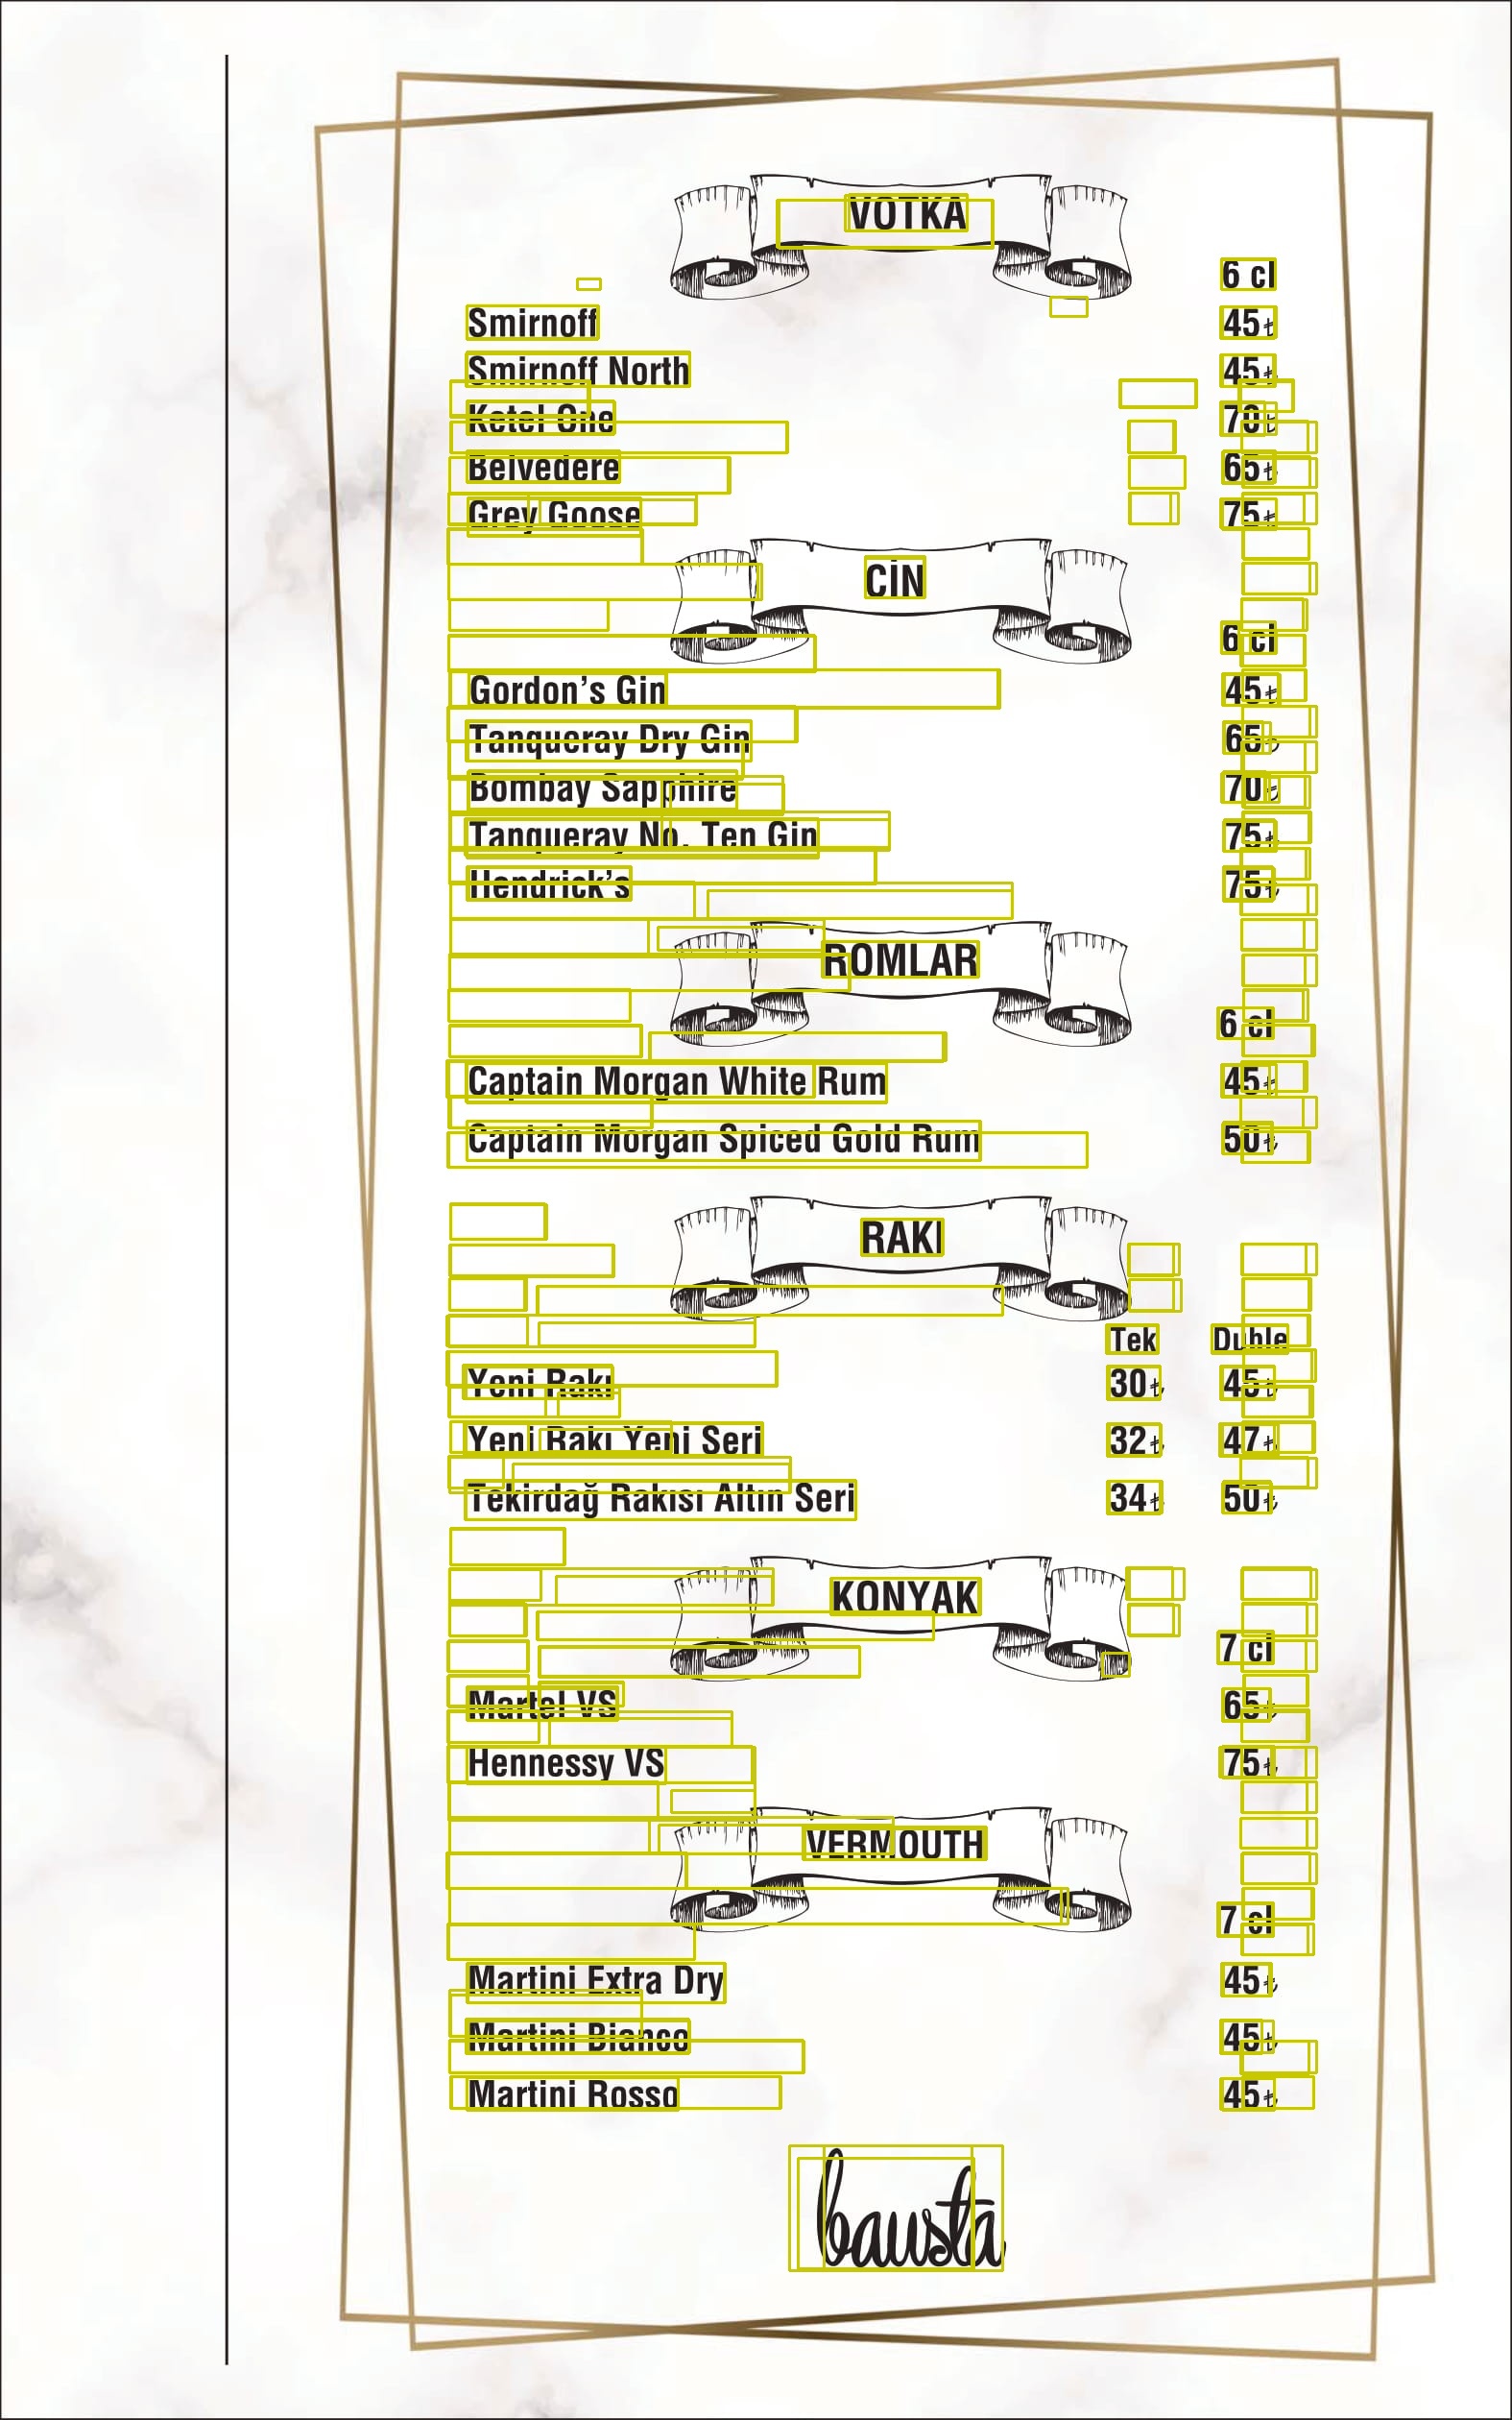 VOTKA
6 cl
Smirnoff 45₺
Smirnoff North 45₺
Ketel One 70₺
Belvedere 65₺
Grey Goose 75₺
CİN
6 cl
Gordon’s Gin 45₺
Tanqueray Dry Gin 65₺
Bombay Sapphire 70₺
Tanqueray No. Ten Gin 75₺
Hendrick’s 75₺
ROMLAR
6 cl
Captain Morgan White Rum 45₺
Captain Morgan Spiced Gold Rum 50₺
RAKI
Tek Duble
Yeni Rakı 30₺ 45₺
Yeni Rakı Yeni Seri 32₺ 47₺
Tekirdağ Rakısı Altın Seri 34₺ 50₺
KONYAK
7 cl
Martel VS 65₺
Hennessy VS 75₺
VERMOUTH
7 cl
Martini Extra Dry 45₺
Martini Bianco 45₺
Martini Rosso 45₺
bausta